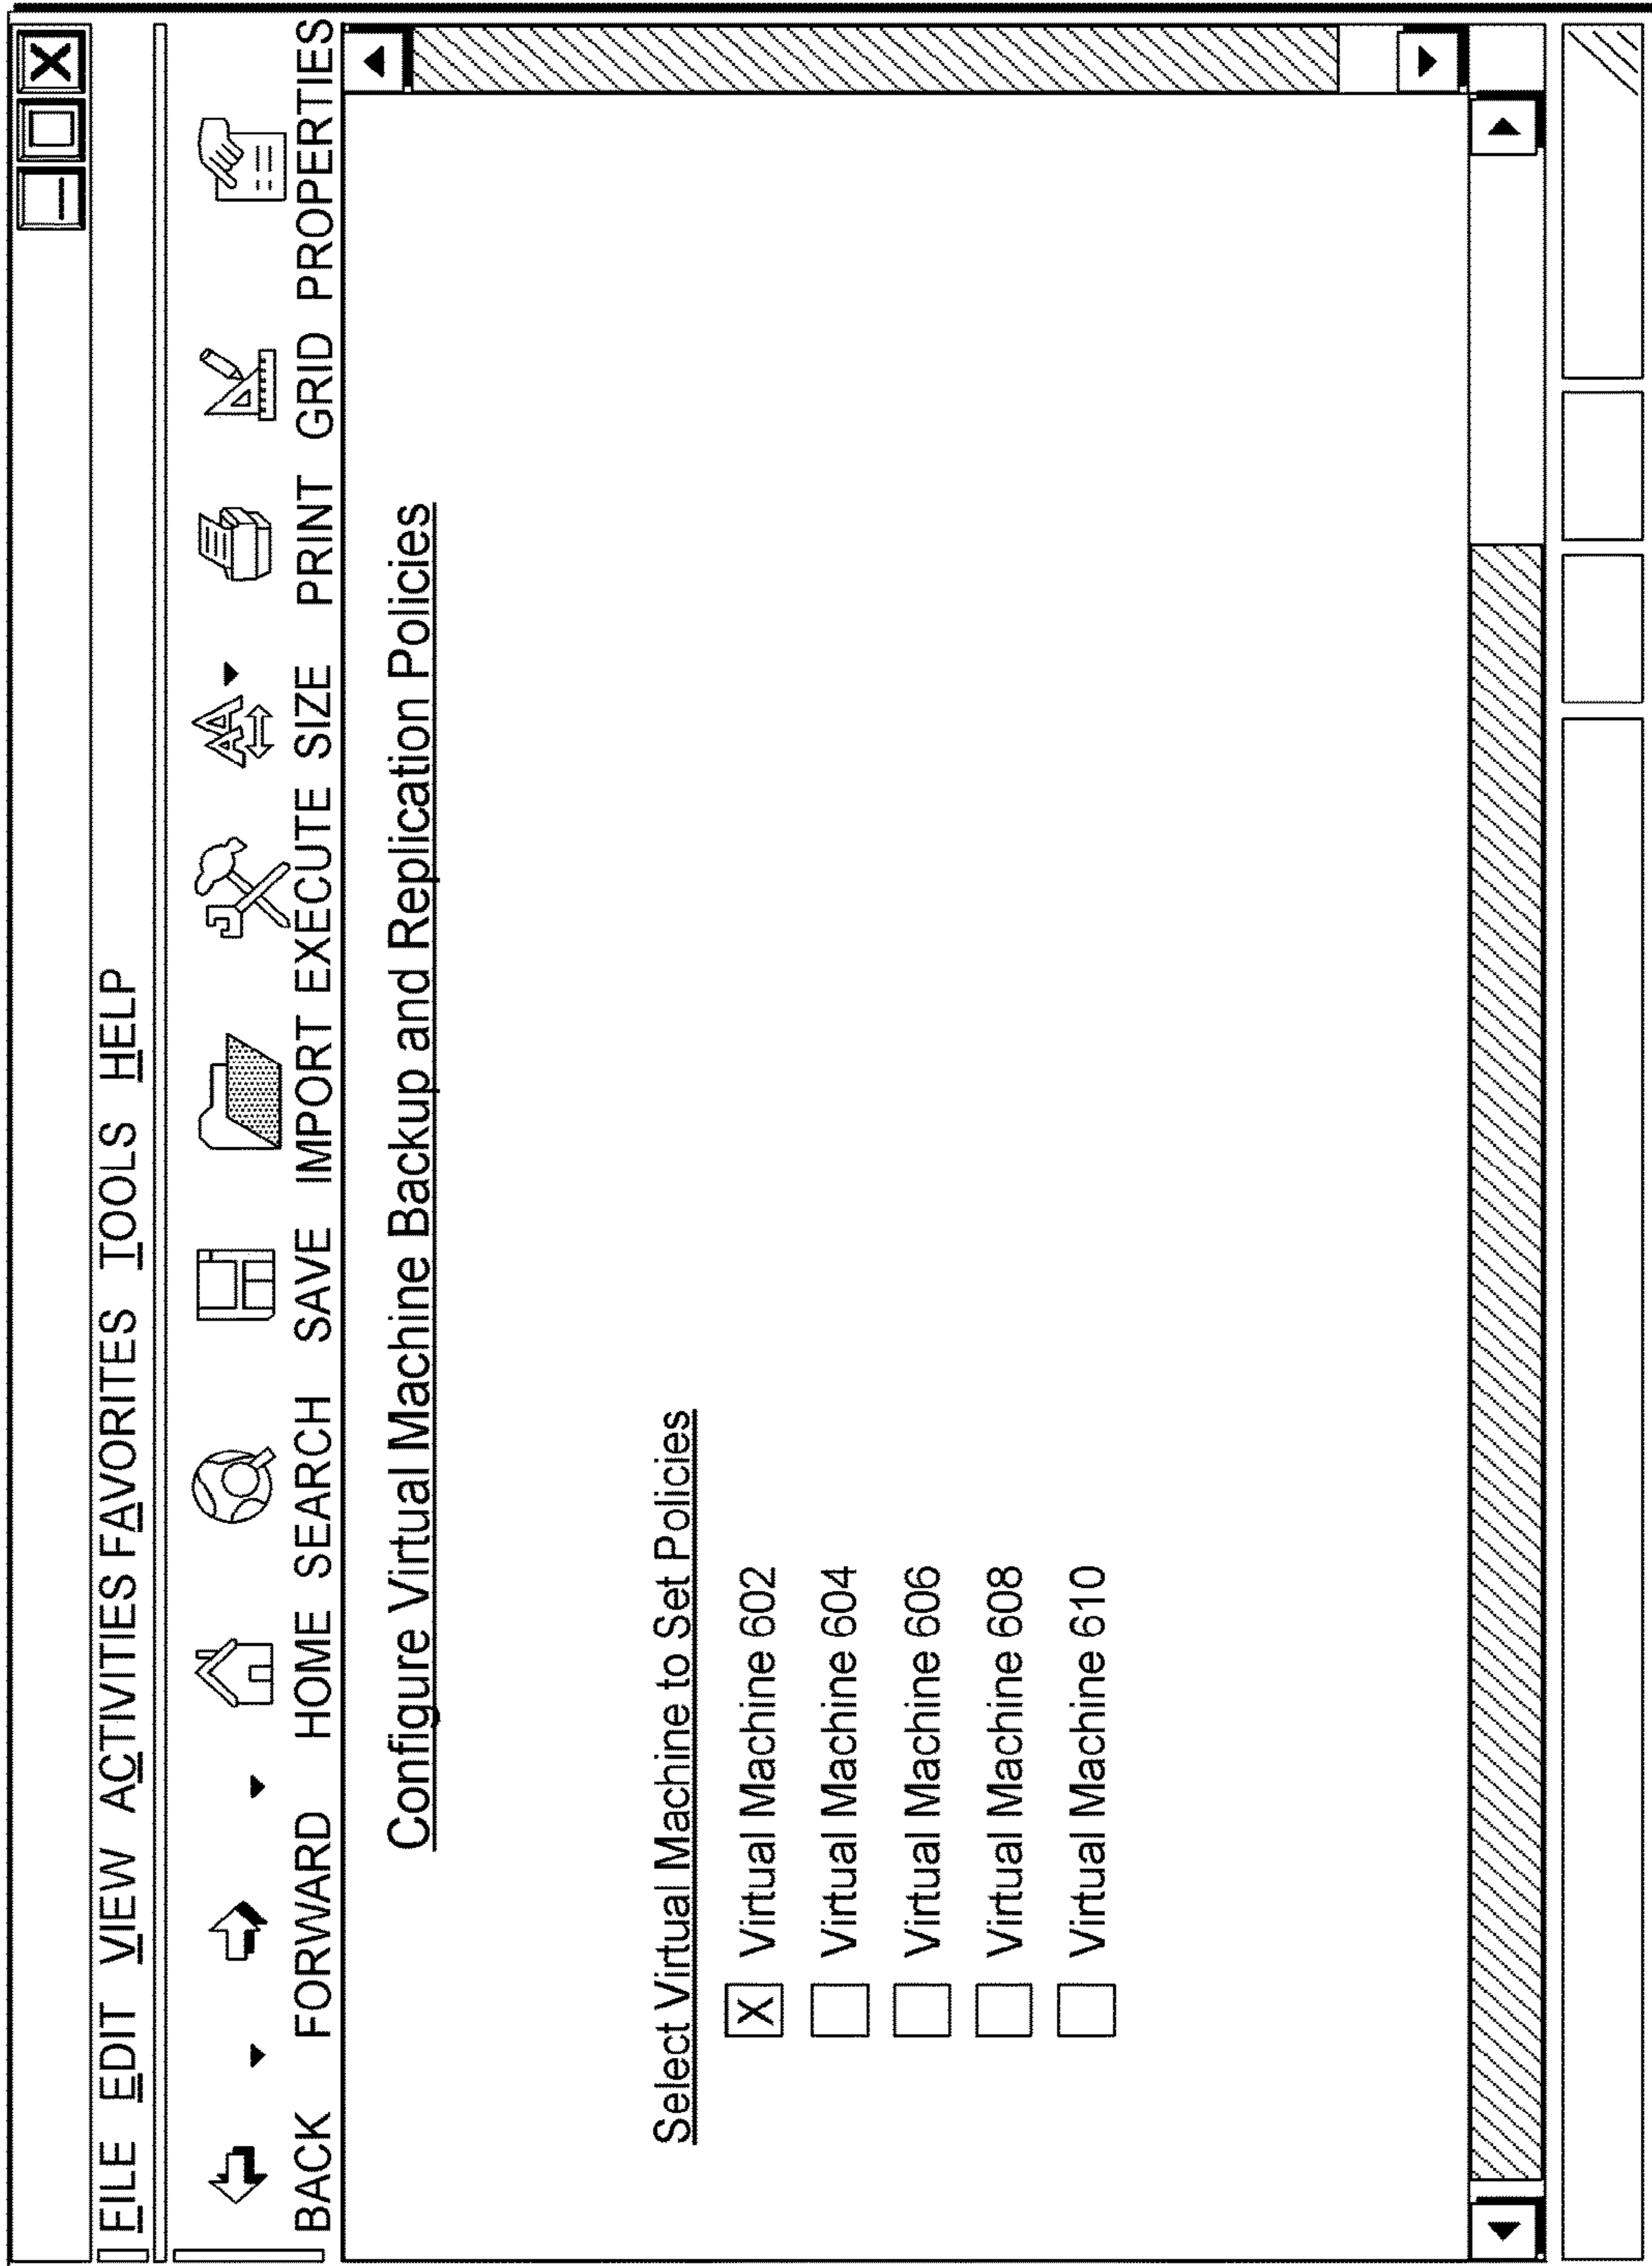 FILE EDIT VIEW ACTIVITIES FAVORITES TOOLS HELP
BACK FORWARD HOME SEARCH SAVE IMPORT EXECUTE SIZE PRINT GRID PROPERTIES
Configure Virtual Machine Backup and Replication Policies
Select Virtual Machine to Set Policies
X Virtual Machine 602
Virtual Machine 604
Virtual Machine 606
Virtual Machine 608
Virtual Machine 610